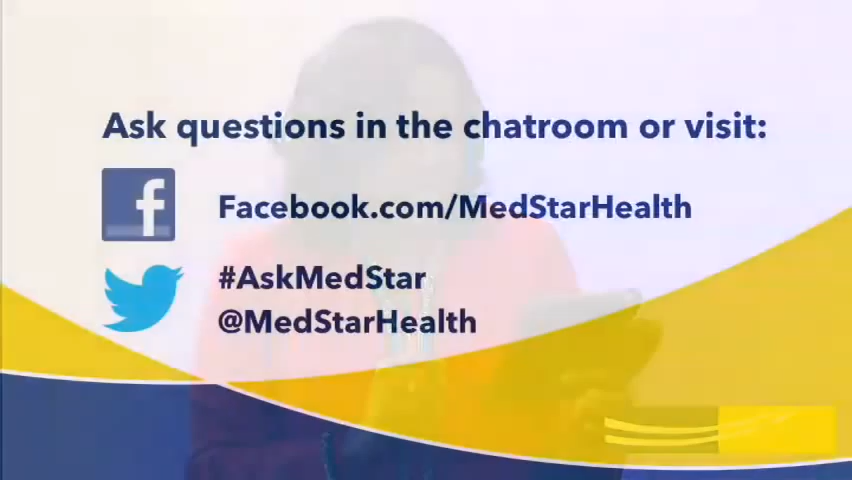 Ask questions in the chatroom or visit:
Facebook.com/MedStarHealth
#AskMedStar
@MedStarHealth